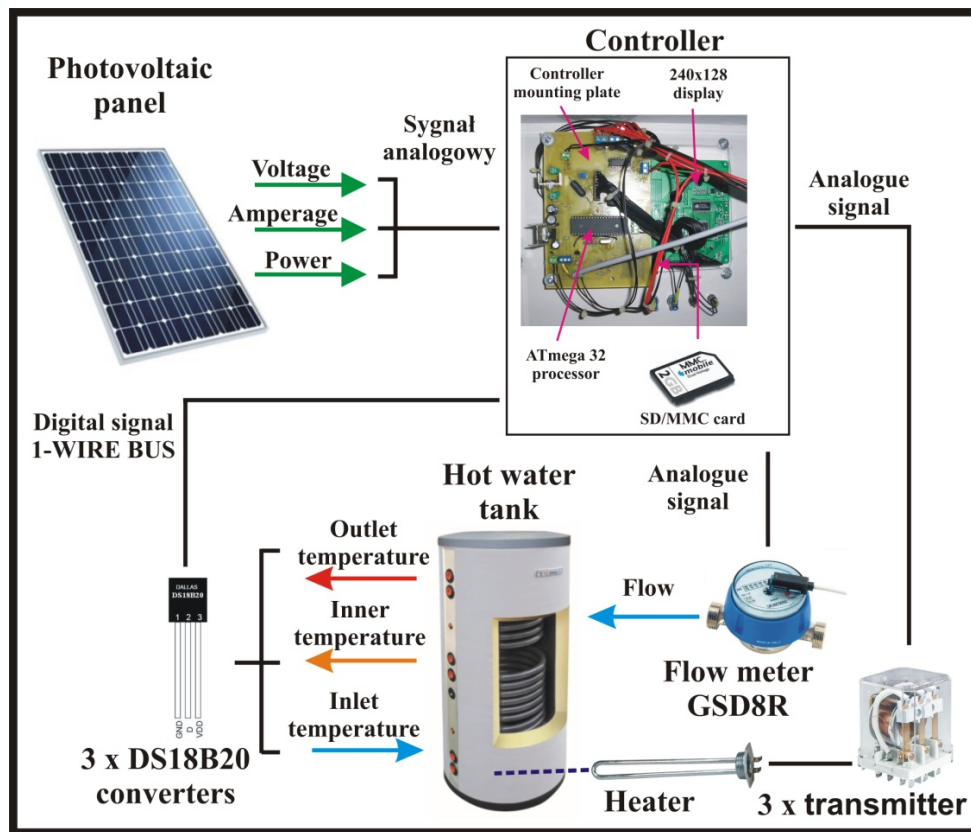 Controller
Photovoltaic
panel
Controller
mounting plate
240x128
display
Sygnał
analogowy
Voltage
Amperage
Power
Analogue
signal
ATmega 32
processor
MMC
mobile
2GB
SD/MMC card
Digital signal
1-WIRE BUS
Hot water
tank
Analogue
signal
Outlet
temperature
Inner
temperature
Inlet
temperature
DALLAS
DS18B20
1 2 3
GND
D
VDD
3 x DS18B20
converters
Flow
Flow meter
GSD8R
Heater
3 x transmitter